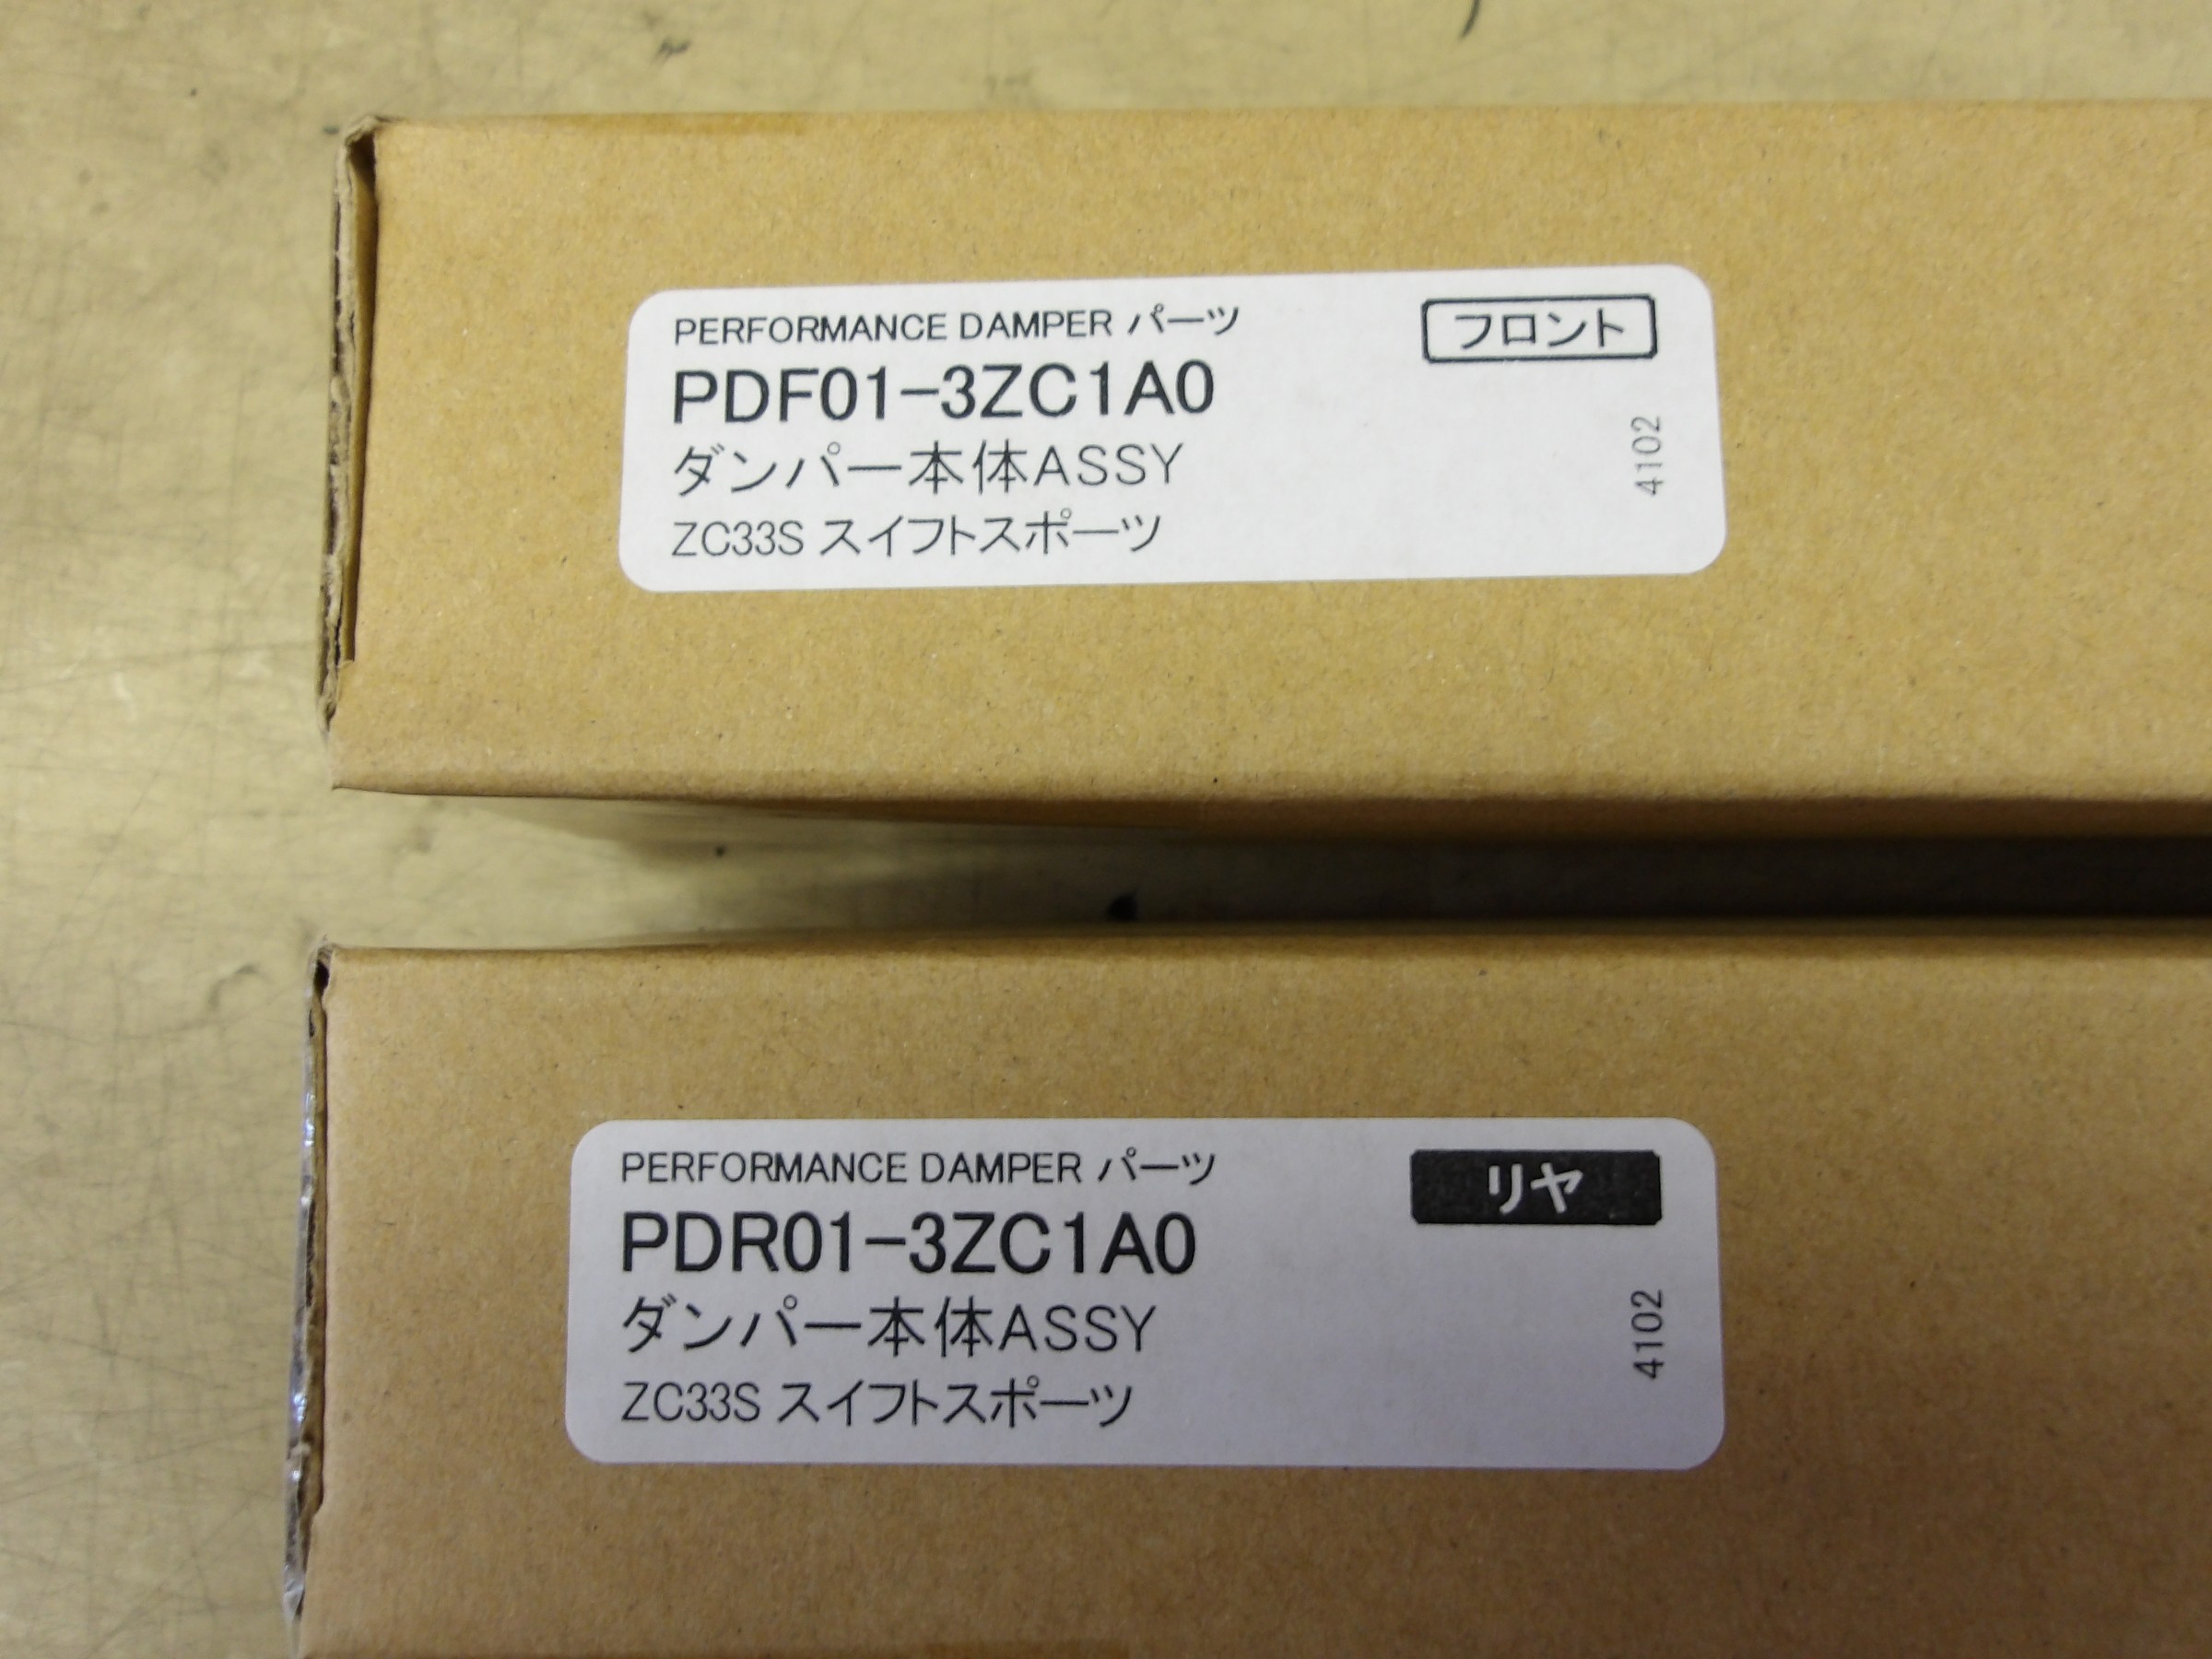 PERFORMANCE DAMPER パーツ
フロント
PDF01-3ZC1A0
ダンパー本体ASSY
ZC33S スイフトスポーツ
4102
PERFORMANCE DAMPER パーツ
リヤ
PDR01-3ZC1A0
ダンパー本体ASSY
ZC33S スイフトスポーツ
4102